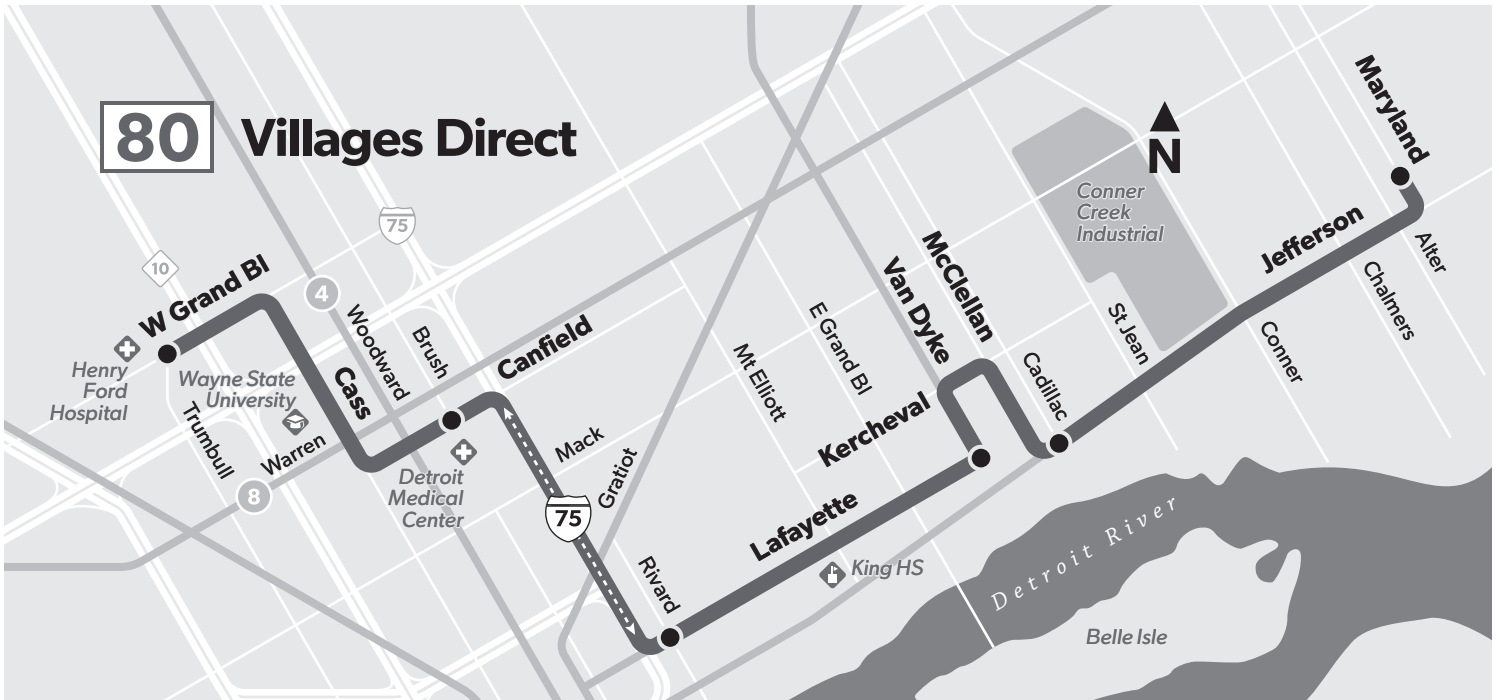 80 Villages Direct
N
Maryland
Conner
Creek
Industrial
Jefferson
Alter
Chalmers
Conner
St Jean
75
10
4
W Grand Bl
Henry
Ford
Hospital
Wayne State
University
Trumbull
Warren
8
Cass
Woodward
Brush
Canfield
Detroit
Medical
Center
Mack
Gratiot
75
Rivard
Mt Elliott
E Grand Bl
Van Dyke
McClellan
Cadillac
Kercheval
Lafayette
King HS
Detroit River
Belle Isle